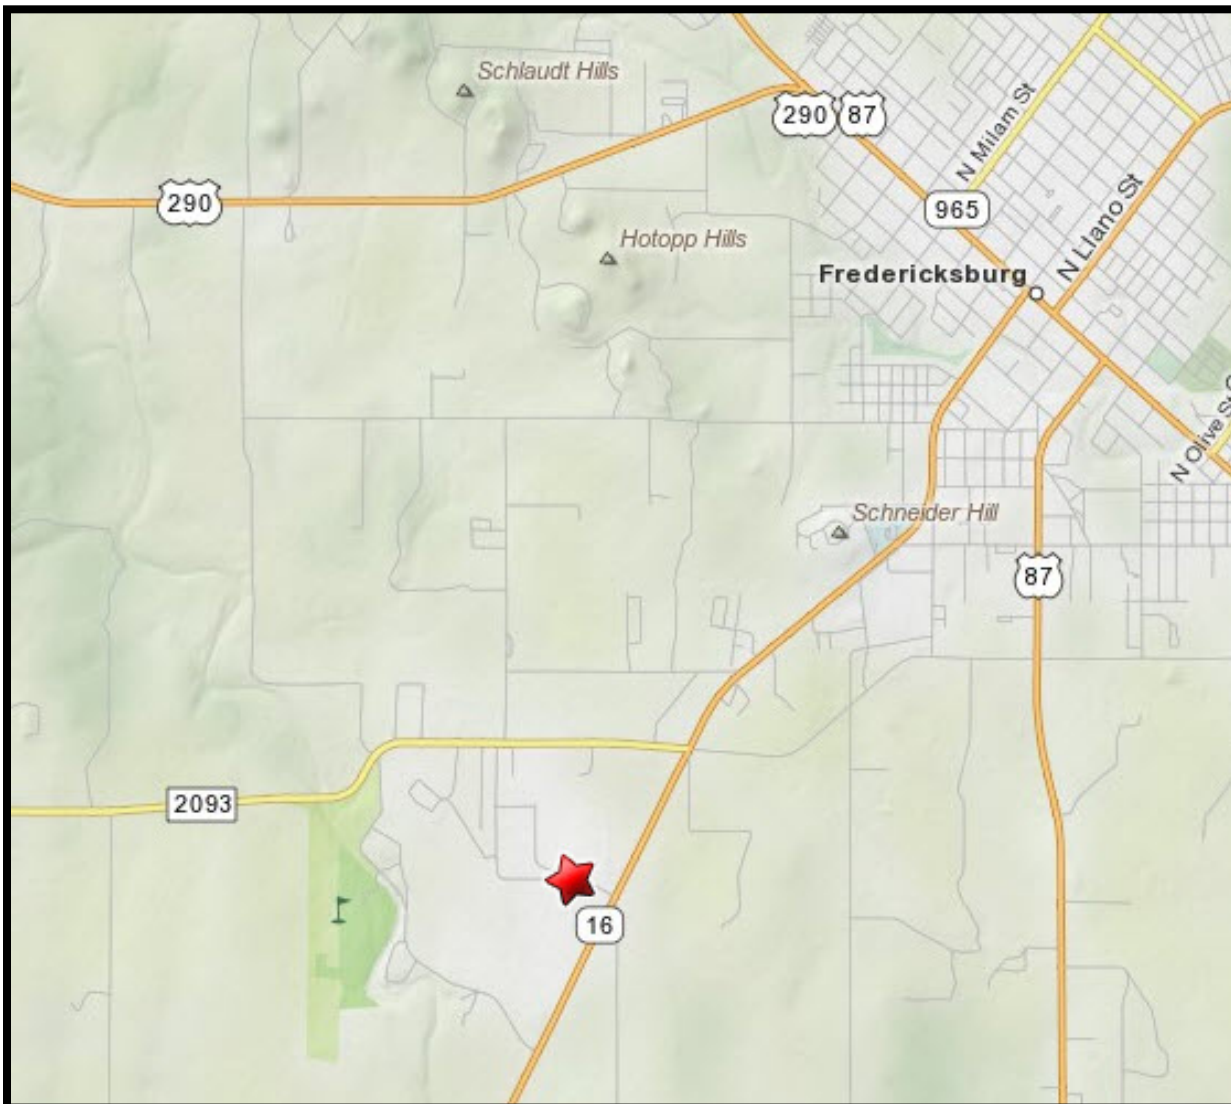 Schlaudt Hills
290
87
N Milam St
290
965
N Llano St
Hotopp Hills
Fredericksburg
N Olive St
Schneider Hill
87
2093
16